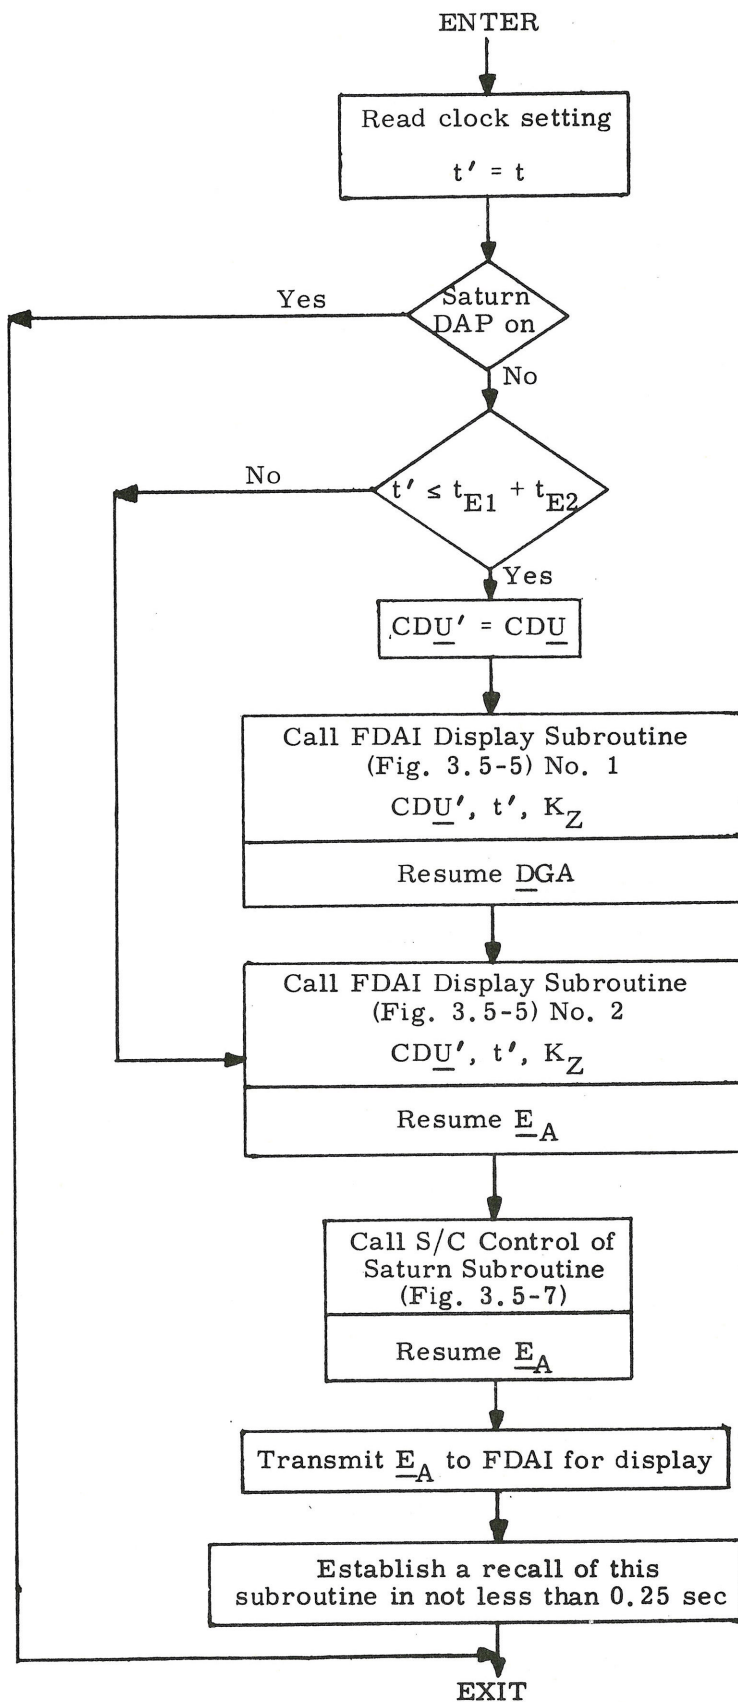 ENTER
Read clock setting
t' = t
Yes
Saturn
DAP on
No
No
t' ≤ tE1 + tE2
Yes
CDU' = CDU
Call FDAI Display Subroutine
(Fig. 3.5-5) No. 1
CDU', t', KZ
Resume DGA
Call FDAI Display Subroutine
(Fig. 3.5-5) No. 2
CDU', t', KZ
Resume EA
Call S/C Control of
Saturn Subroutine
(Fig. 3.5-7)
Resume EA
Transmit EA to FDAI for display
Establish a recall of this
subroutine in not less than 0.25 sec
EXIT